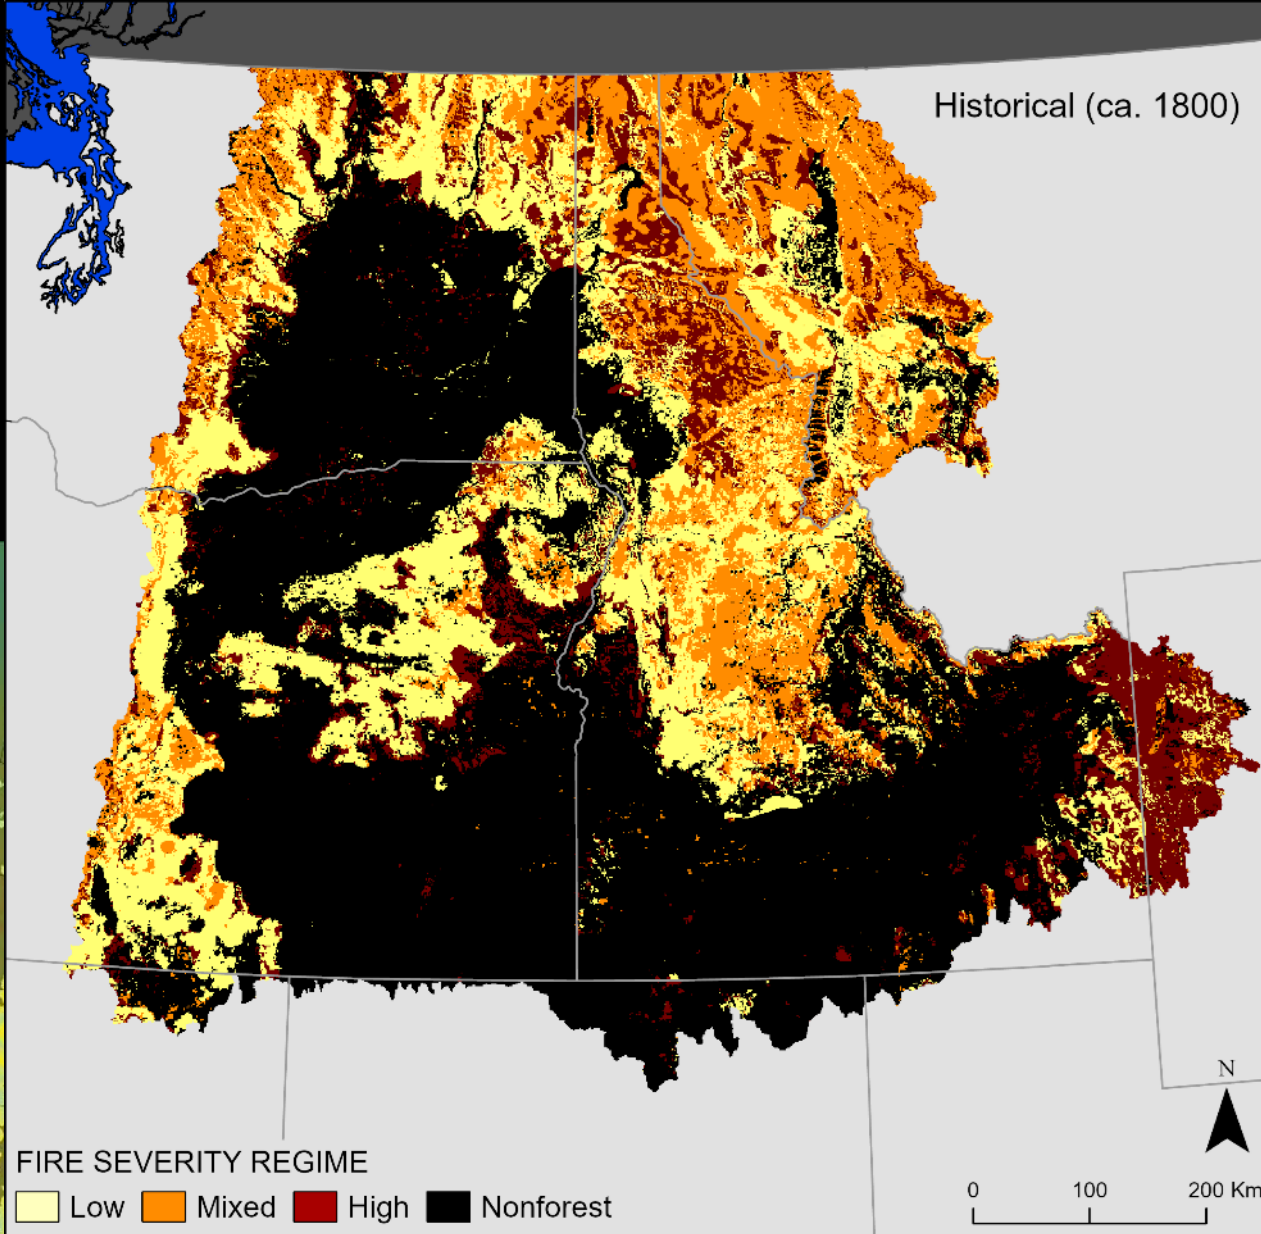 Historical (ca. 1800)
N
FIRE SEVERITY REGIME
Low Mixed High Nonforest
0 100 200 Km